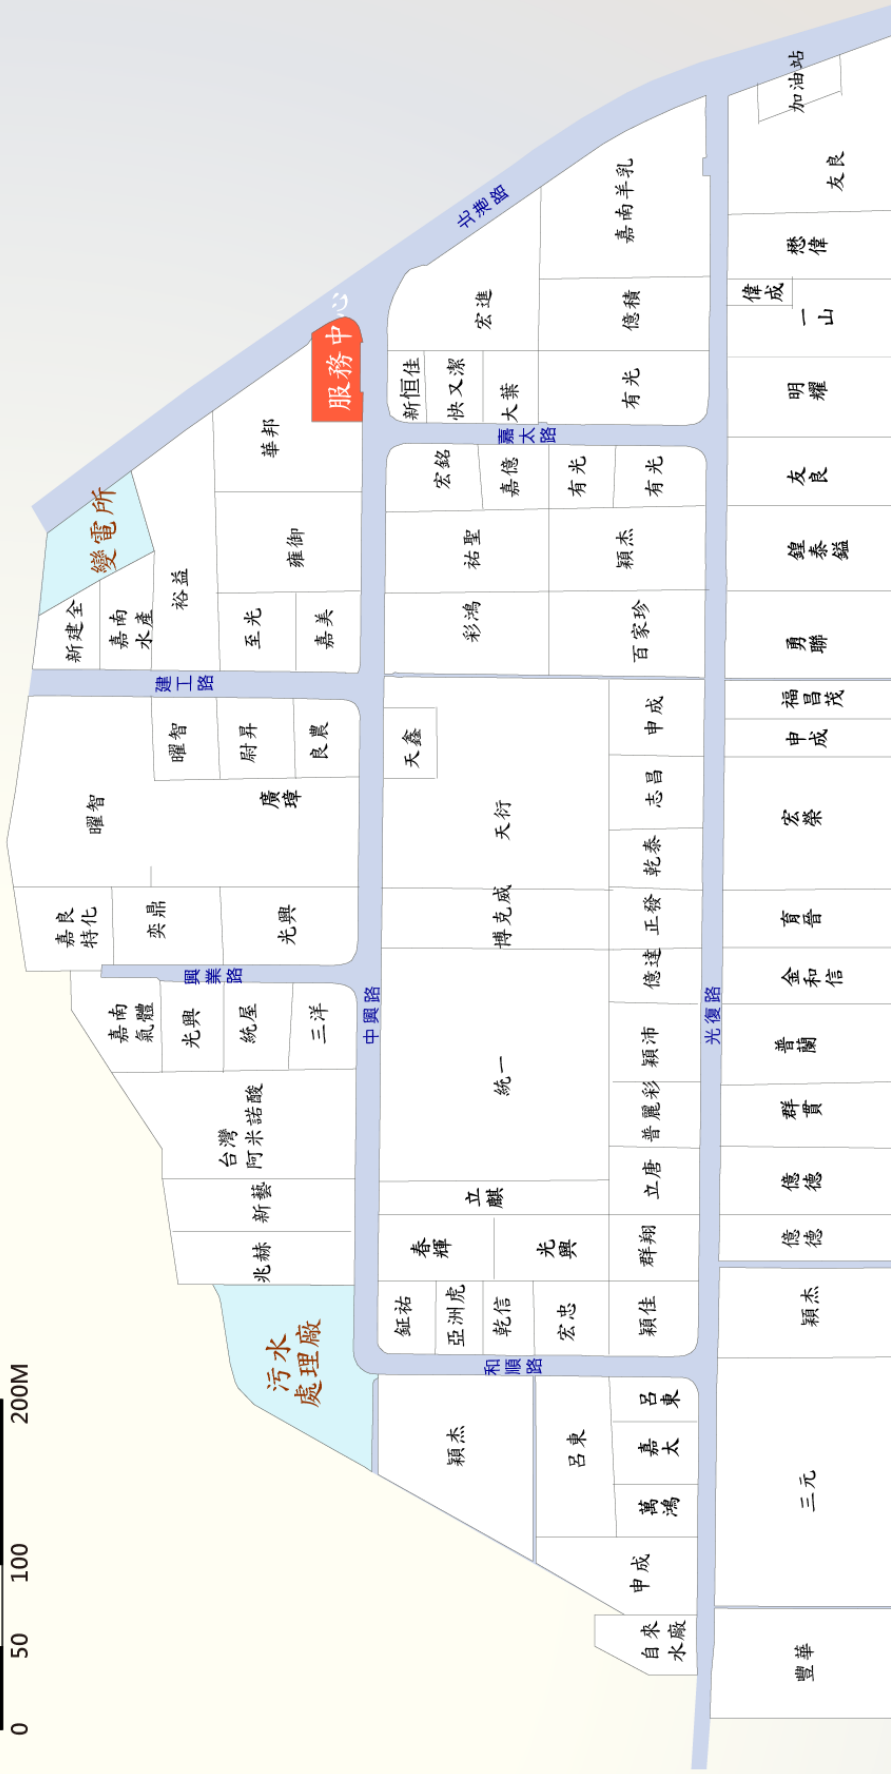 0
50
100
200M
新建全
嘉南
水產
變電所
裕益
華邦
雍御
至光
嘉美
服務中心
北港路
建工路
曜智
曜智
尉昇
良農
廣璋
嘉良
特化
奕鼎
光興
興業路
嘉南
氣體
光興
統屋
三洋
台灣
阿米諾酸
新藝
兆赫
污水
處理廠
中興路
新恒佳
快又潔
大葉
宏進
嘉南羊乳
億積
有光
嘉太路
宏銘
嘉億
有光
有光
祐聖
穎杰
彩鴻
百家珍
天鑫
天衍
申成
志昌
乾泰
博克威
正發
億達
統一
穎沛
普麗彩
立唐
立麒
春輝
光興
群翔
鉦祐
亞洲虎
乾信
宏忠
穎佳
和順路
穎杰
呂東
呂東
嘉太
萬鴻
申成
自來
水廠
光復路
加油站
友良
懋偉
偉成
一山
明耀
友良
鍠泰鎰
勇聯
福昌茂
申成
宏榮
育晉
金和信
普蘭
群貫
億德
億德
穎杰
三元
豐華